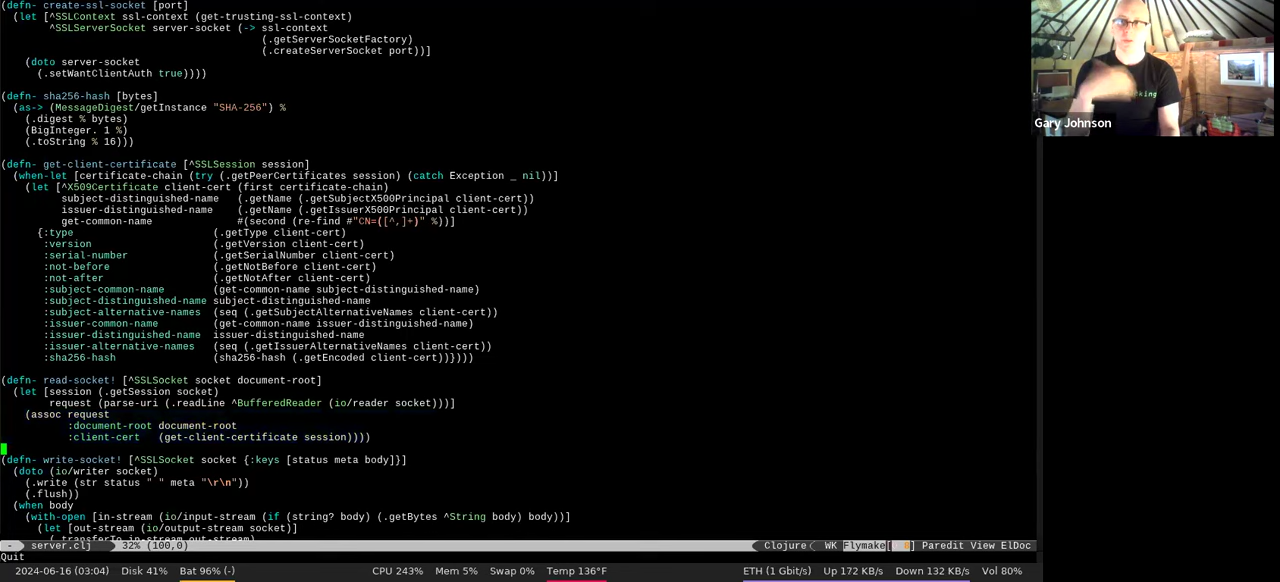 (defn- create-ssl-socket [port]
  (let [^SSLContext ssl-context (get-trusting-ssl-context)
        ^SSLServerSocket server-socket (-> ssl-context
                                           (.getServerSocketFactory)
                                           (.createServerSocket port))]
    (doto server-socket
      (.setWantClientAuth true))))
(defn- sha256-hash [bytes]
  (as-> (MessageDigest/getInstance "SHA-256") %
    (.digest % bytes)
    (BigInteger. 1 %)
    (.toString % 16)))
(defn- get-client-certificate [^SSLSession session]
  (when-let [certificate-chain (try (.getPeerCertificates session) (catch Exception _ nil))]
    (let [^X509Certificate client-cert (first certificate-chain)
          subject-distinguished-name   (.getName (.getSubjectX500Principal client-cert))
          issuer-distinguished-name    (.getName (.getIssuerX500Principal client-cert))
          get-common-name              #(second (re-find #"CN=([^,]+)" %))]
      {:type                       (.getType client-cert)
       :version                    (.getVersion client-cert)
       :serial-number              (.getSerialNumber client-cert)
       :not-before                 (.getNotBefore client-cert)
       :not-after                  (.getNotAfter client-cert)
       :subject-common-name        (get-common-name subject-distinguished-name)
       :subject-distinguished-name subject-distinguished-name
       :subject-alternative-names  (seq (.getSubjectAlternativeNames client-cert))
       :issuer-common-name         (get-common-name issuer-distinguished-name)
       :issuer-distinguished-name  issuer-distinguished-name
       :issuer-alternative-names   (seq (.getIssuerAlternativeNames client-cert))
       :sha256-hash                (sha256-hash (.getEncoded client-cert))})))
(defn- read-socket! [^SSLSocket socket document-root]
  (let [session (.getSession socket)
        request (parse-uri (.readLine ^BufferedReader (io/reader socket)))]
    (assoc request
           :document-root document-root
           :client-cert   (get-client-certificate session))))
(defn- write-socket! [^SSLSocket socket {:keys [status meta body]}]
  (doto (io/writer socket)
    (.write (str status " " meta "\r\n"))
    (.flush))
  (when body
    (with-open [in-stream (io/input-stream (if (string? body) (.getBytes ^String body) body))]
      (let [out-stream (io/output-stream socket)]
        (.transferTo in-stream out-stream)
- server.clj 32% (100,0) Clojure WK Flymake[ 8] Paredit View ElDoc
Quit
2024-06-16 (03:04) Disk 41% Bat 96% (-) CPU 243% Mem 5% Swap 0% Temp 136°F ETH (1 Gbit/s) Up 172 KB/s Down 132 KB/s Vol 80%
Gary Johnson